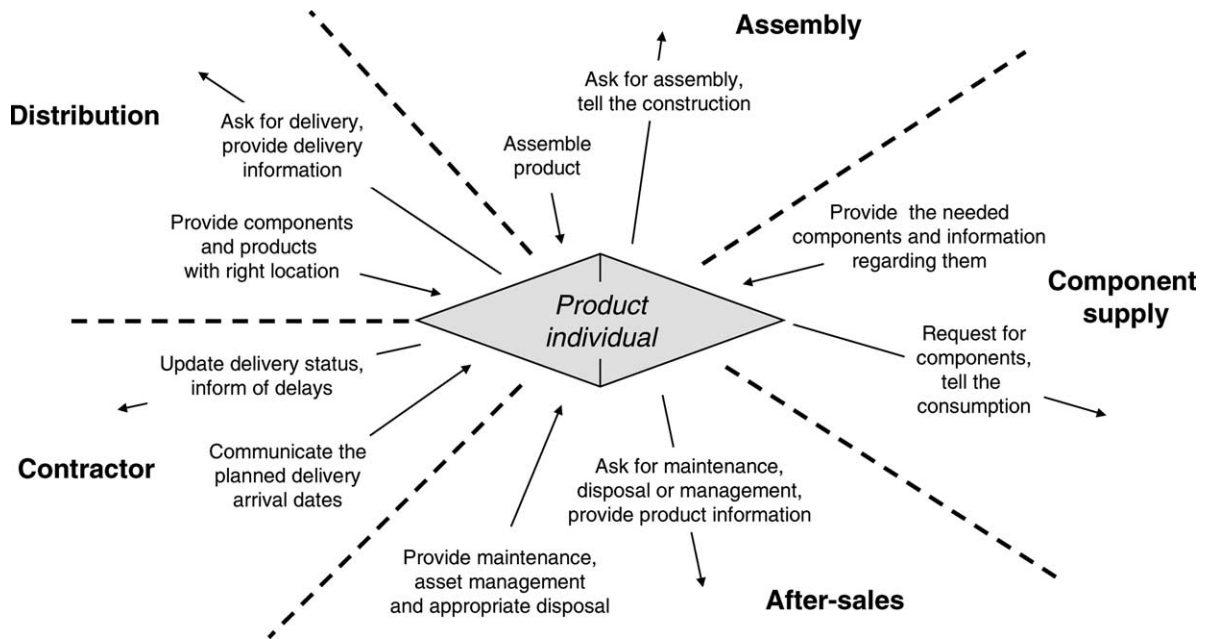 Assembly
Ask for assembly,
tell the construction
Assemble
product
Distribution
Ask for delivery,
provide delivery
information
Provide components
and products
with right location
Provide the needed
components and information
regarding them
Component
supply
Request for
components,
tell the
consumption
Product
individual
Update delivery status,
inform of delays
Contractor
Communicate the
planned delivery
arrival dates
Ask for maintenance,
disposal or management,
provide product information
Provide maintenance,
asset management
and appropriate disposal
After-sales